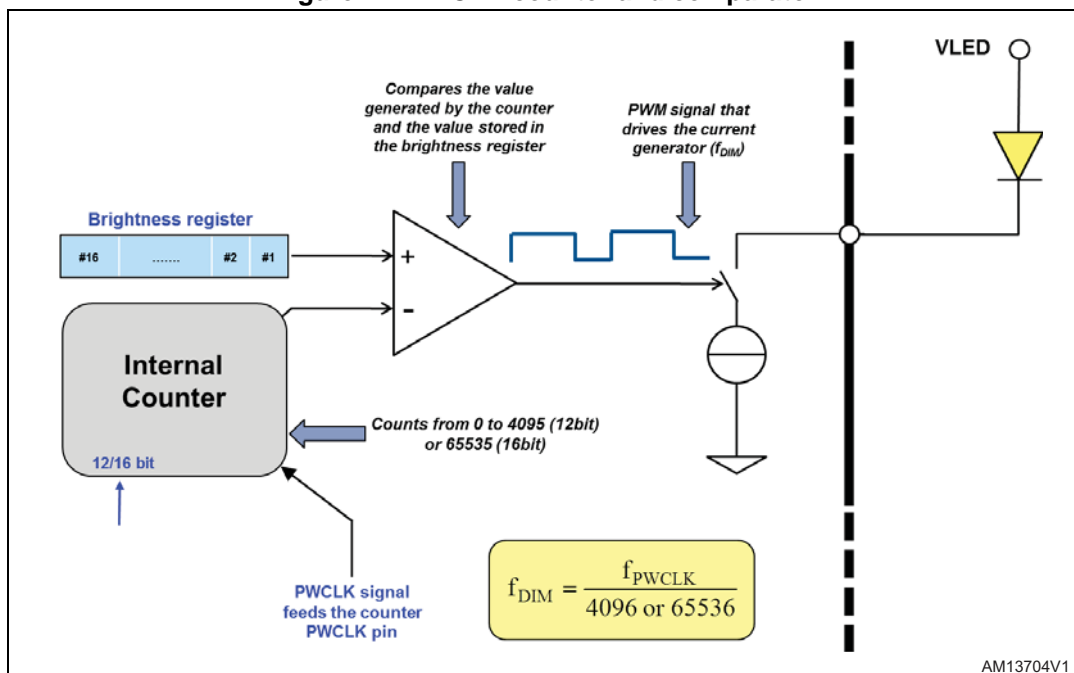 VLED
Compares the value
generated by the counter
and the value stored in
the brightness register
PWM signal that
drives the current
generator (fDIM)
Brightness register
#16 ....... #2 #1
+
-
Internal
Counter
12/16 bit
Counts from 0 to 4095 (12bit)
or 65535 (16bit)
PWCLK signal
feeds the counter
PWCLK pin
fDIM = fPWCLK / 4096 or 65536
AM13704V1